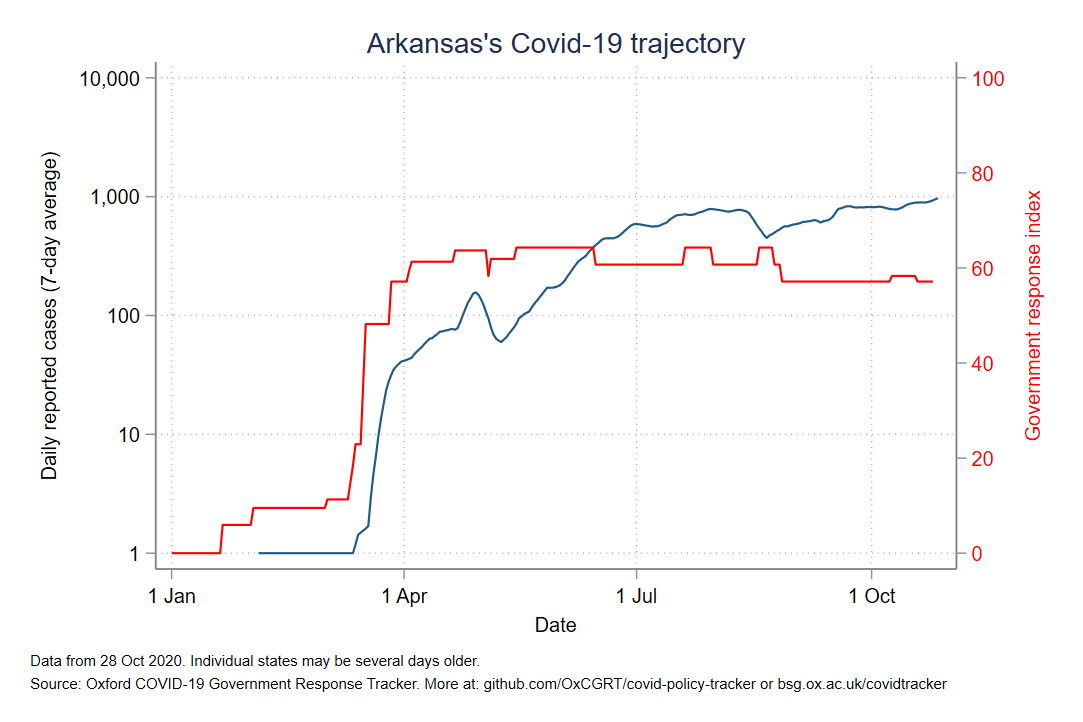 Arkansas's Covid-19 trajectory
10,000
1,000
100
10
1
Daily reported cases (7-day average)
100
80
60
40
20
0
Government response index
1 Jan
1 Apr
1 Jul
1 Oct
Date
Data from 28 Oct 2020. Individual states may be several days older.
Source: Oxford COVID-19 Government Response Tracker. More at: github.com/OxCGRT/covid-policy-tracker or bsg.ox.ac.uk/covidtracker